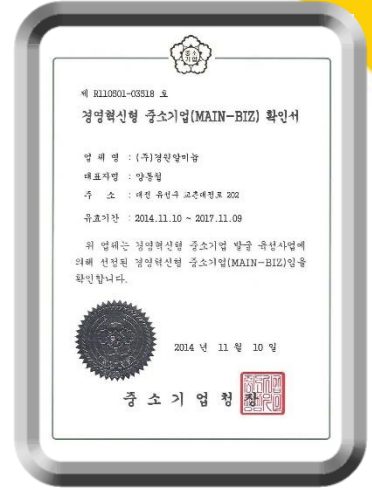 중소
기업
제 R110501-03518 호
경영혁신형 중소기업(MAIN-BIZ) 확인서
업 체 명 : (주)경원알미늄
대표자명 : 양동철
주 소 : 대전 유성구 교촌대정로 202
유효기간 : 2014.11.10 ~ 2017.11.09
위 업체는 경영혁신형 중소기업 발굴 육성사업에
의해 선정된 경영혁신형 중소기업(MAIN-BIZ)임을
확인합니다.
2014 년 11 월 10 일
중 소 기 업 청 장